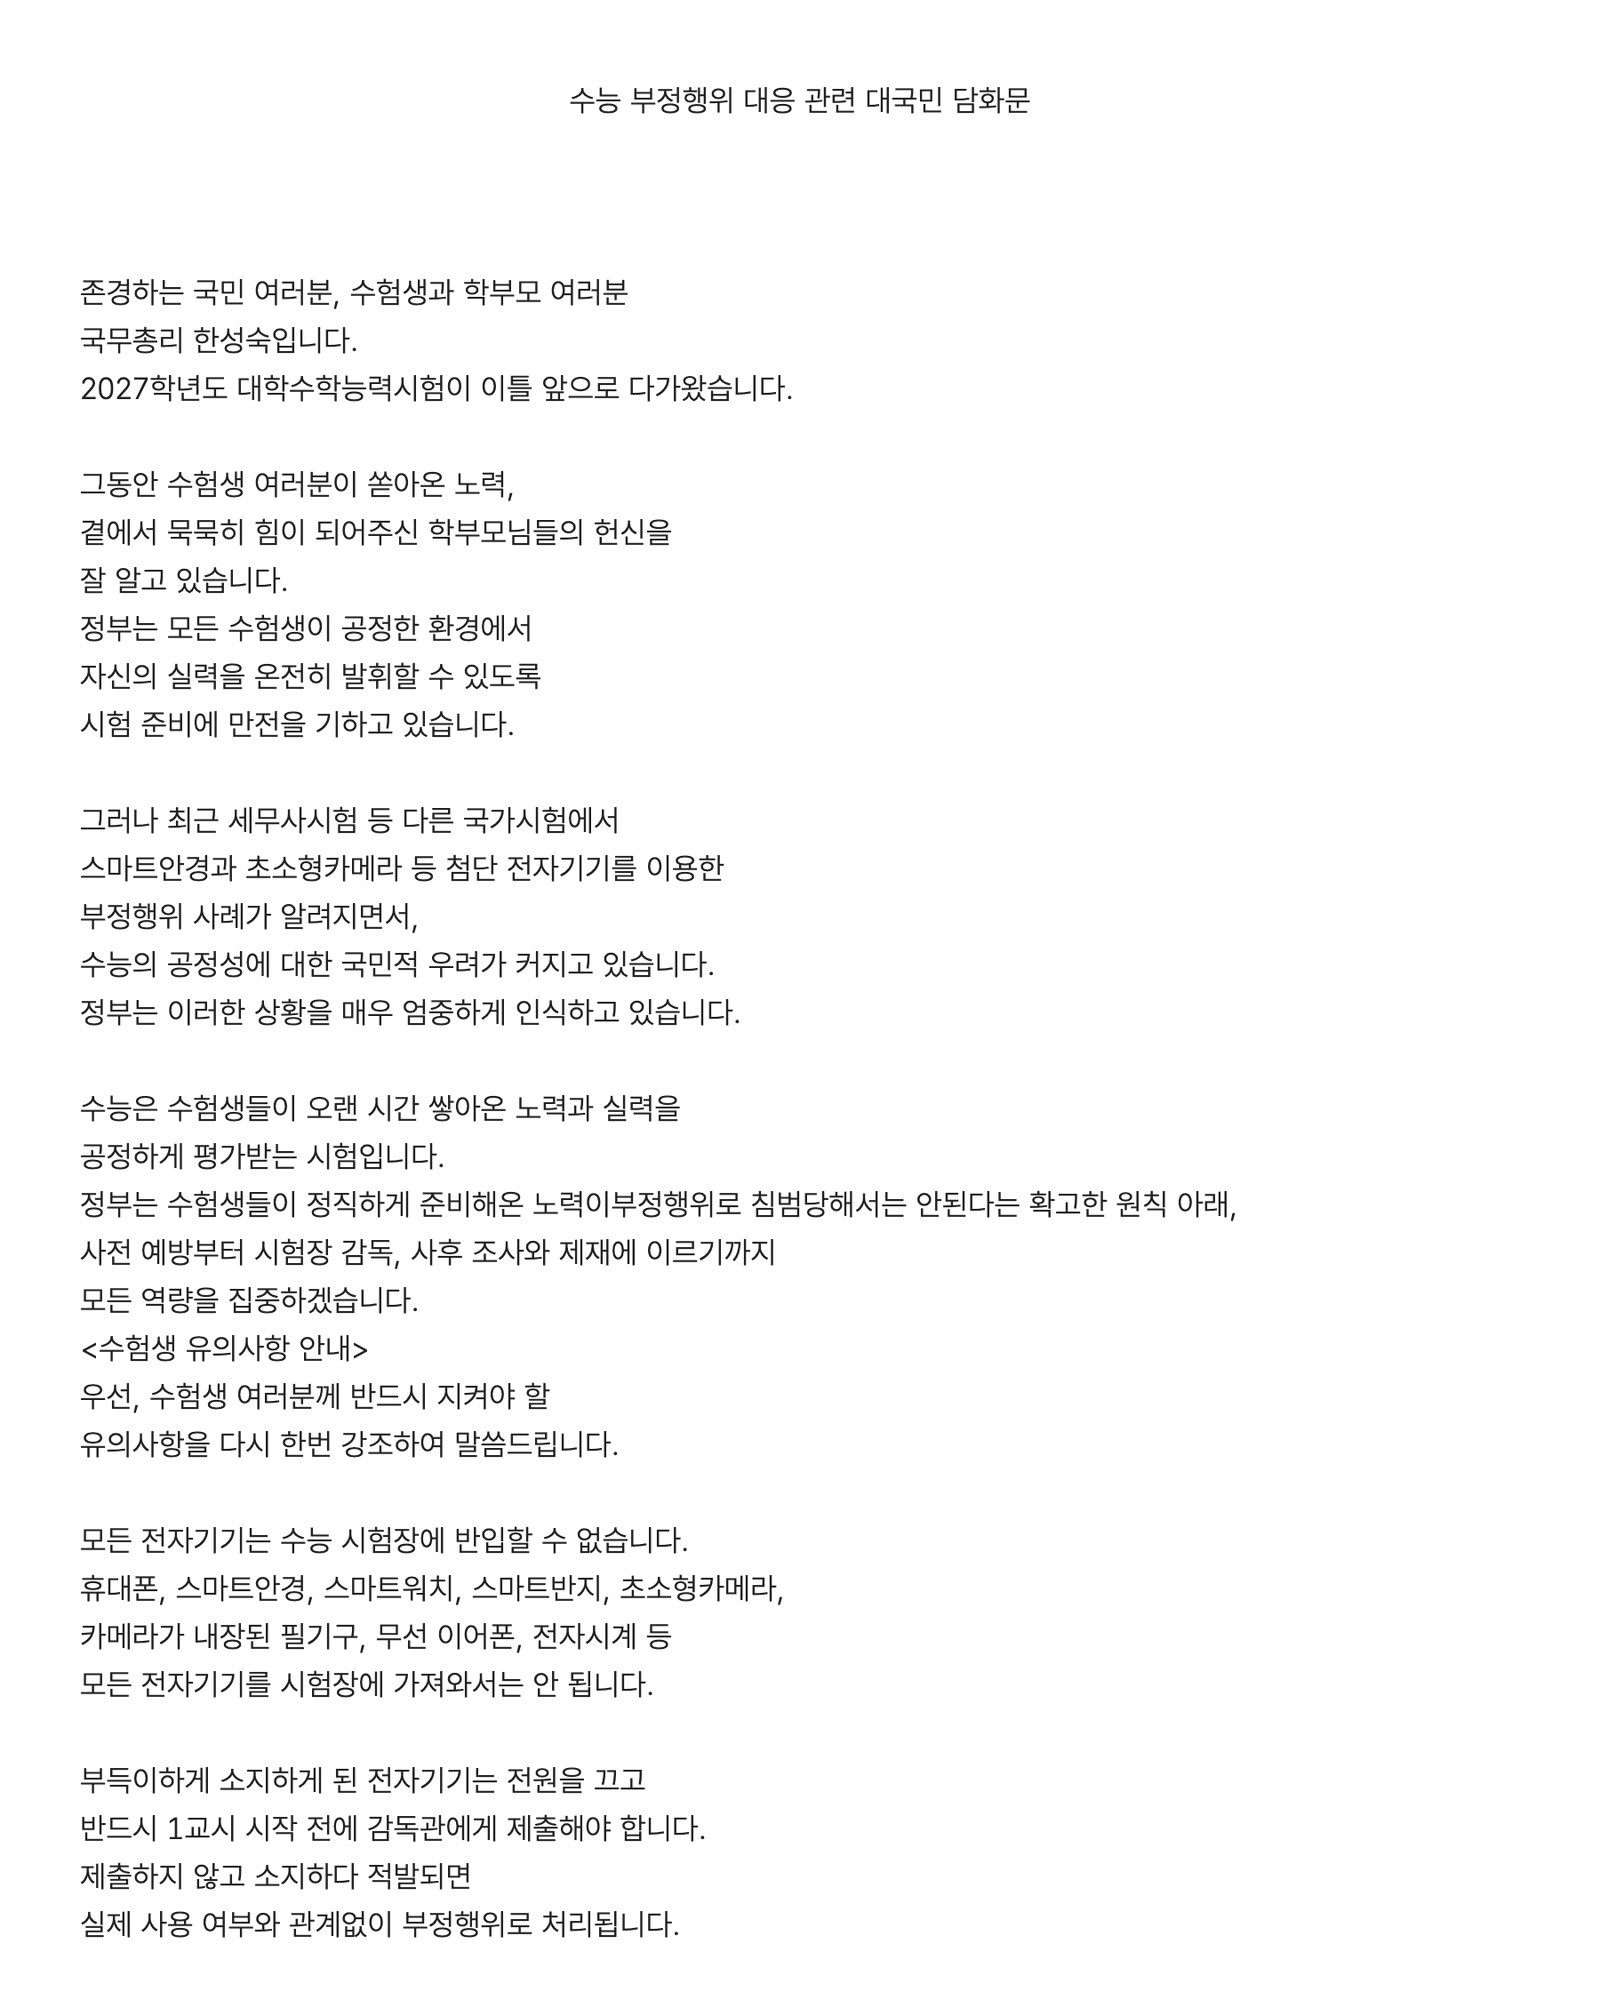 수능 부정행위 대응 관련 대국민 담화문
존경하는 국민 여러분, 수험생과 학부모 여러분
국무총리 한성숙입니다.
2027학년도 대학수학능력시험이 이틀 앞으로 다가왔습니다.
그동안 수험생 여러분이 쏟아온 노력,
곁에서 묵묵히 힘이 되어주신 학부모님들의 헌신을
잘 알고 있습니다.
정부는 모든 수험생이 공정한 환경에서
자신의 실력을 온전히 발휘할 수 있도록
시험 준비에 만전을 기하고 있습니다.
그러나 최근 세무사시험 등 다른 국가시험에서
스마트안경과 초소형카메라 등 첨단 전자기기를 이용한
부정행위 사례가 알려지면서,
수능의 공정성에 대한 국민적 우려가 커지고 있습니다.
정부는 이러한 상황을 매우 엄중하게 인식하고 있습니다.
수능은 수험생들이 오랜 시간 쌓아온 노력과 실력을
공정하게 평가받는 시험입니다.
정부는 수험생들이 정직하게 준비해온 노력이부정행위로 침범당해서는 안된다는 확고한 원칙 아래,
사전 예방부터 시험장 감독, 사후 조사와 제재에 이르기까지
모든 역량을 집중하겠습니다.
<수험생 유의사항 안내>
우선, 수험생 여러분께 반드시 지켜야 할
유의사항을 다시 한번 강조하여 말씀드립니다.
모든 전자기기는 수능 시험장에 반입할 수 없습니다.
휴대폰, 스마트안경, 스마트워치, 스마트반지, 초소형카메라,
카메라가 내장된 필기구, 무선 이어폰, 전자시계 등
모든 전자기기를 시험장에 가져와서는 안 됩니다.
부득이하게 소지하게 된 전자기기는 전원을 끄고
반드시 1교시 시작 전에 감독관에게 제출해야 합니다.
제출하지 않고 소지하다 적발되면
실제 사용 여부와 관계없이 부정행위로 처리됩니다.